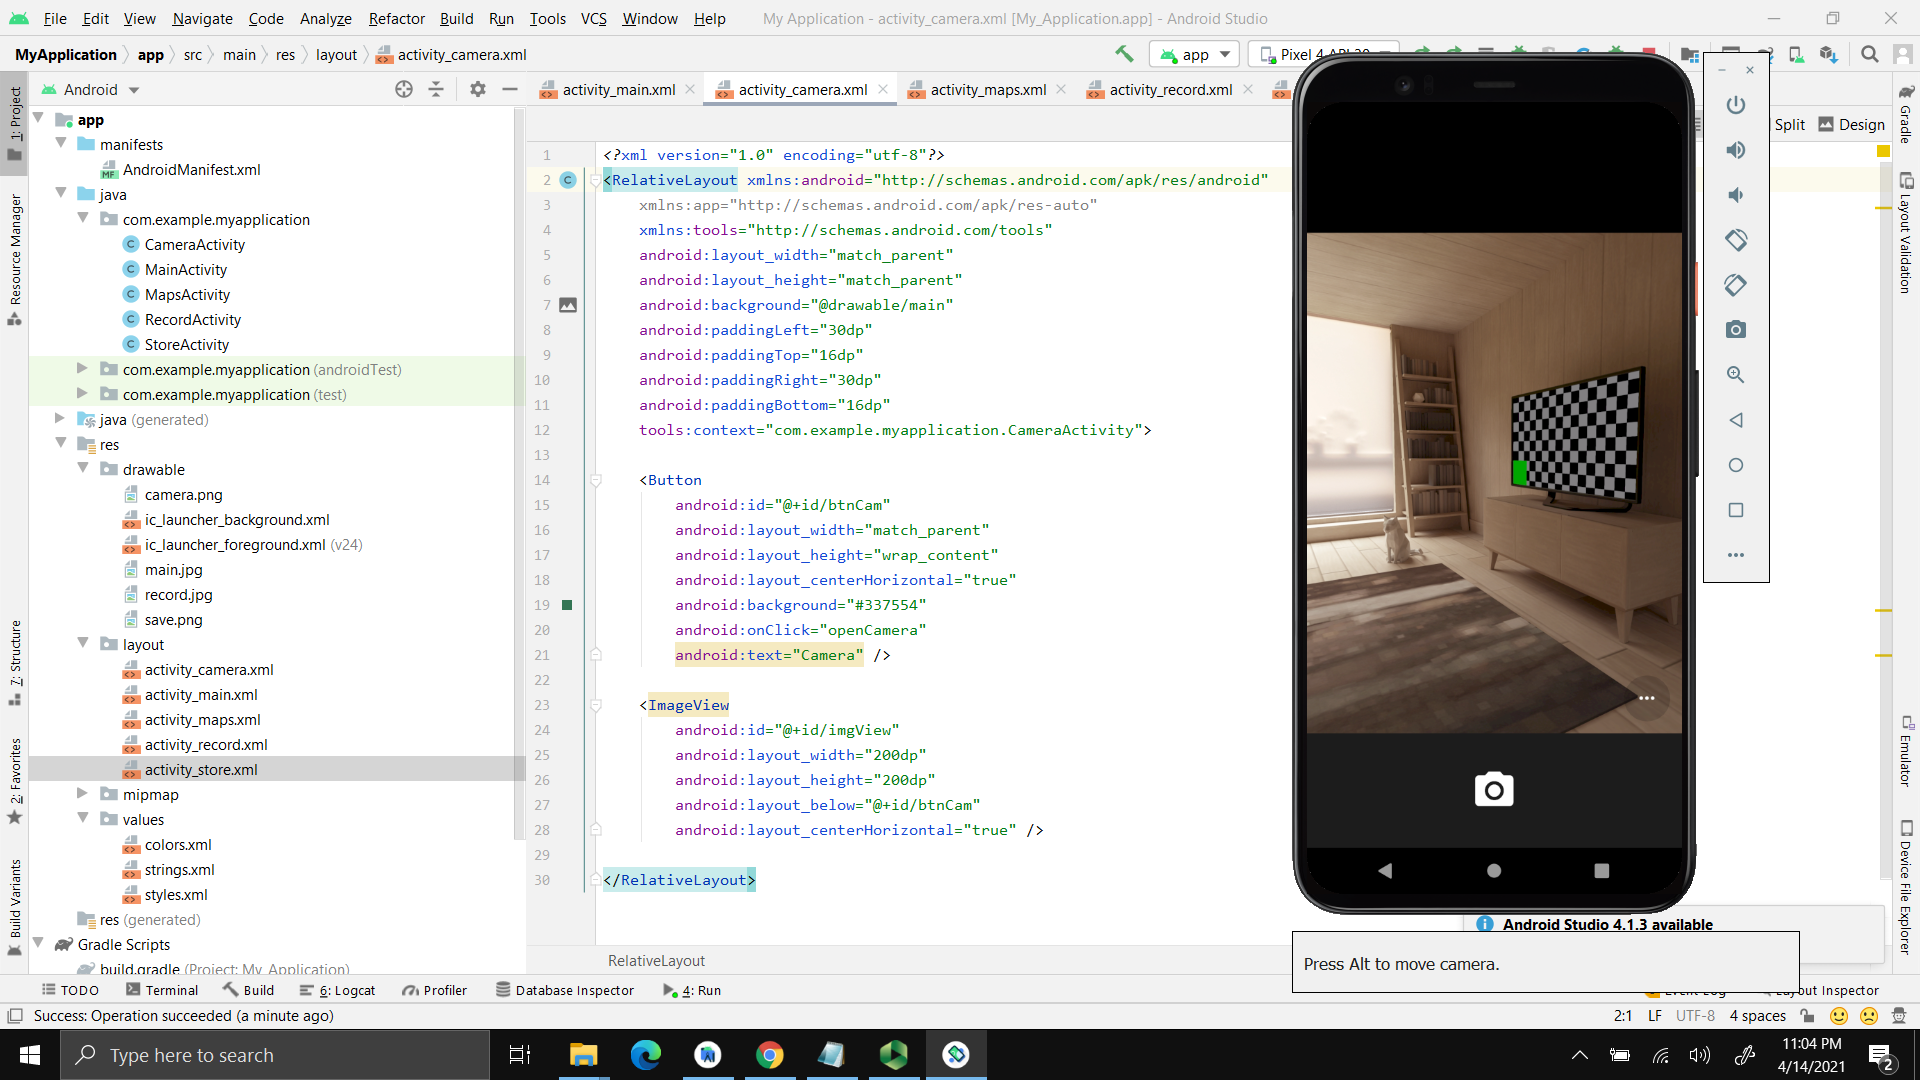 File Edit View Navigate Code Analyze Refactor Build Run Tools VCS Window Help My Application - activity_camera.xml [My_Application.app] - Android Studio
MyApplication app src main res layout activity_camera.xml app
Android
activity_main.xml activity_camera.xml activity_maps.xml activity_record.xml
Split Design
1: Project
Resource Manager
7: Structure
2: Favorites
Build Variants
app
manifests
AndroidManifest.xml
java
com.example.myapplication
CameraActivity
MainActivity
MapsActivity
RecordActivity
StoreActivity
com.example.myapplication (androidTest)
com.example.myapplication (test)
java (generated)
res
drawable
camera.png
ic_launcher_background.xml
ic_launcher_foreground.xml (v24)
main.jpg
record.jpg
save.png
layout
activity_camera.xml
activity_main.xml
activity_maps.xml
activity_record.xml
activity_store.xml
mipmap
values
colors.xml
strings.xml
styles.xml
res (generated)
Gradle Scripts
build.gradle (Project: My_Application)
1 <?xml version="1.0" encoding="utf-8"?>
2 <RelativeLayout xmlns:android="http://schemas.android.com/apk/res/android"
3 xmlns:app="http://schemas.android.com/apk/res-auto"
4 xmlns:tools="http://schemas.android.com/tools"
5 android:layout_width="match_parent"
6 android:layout_height="match_parent"
7 android:background="@drawable/main"
8 android:paddingLeft="30dp"
9 android:paddingTop="16dp"
10 android:paddingRight="30dp"
11 android:paddingBottom="16dp"
12 tools:context="com.example.myapplication.CameraActivity">
13
14 <Button
15 android:id="@+id/btnCam"
16 android:layout_width="match_parent"
17 android:layout_height="wrap_content"
18 android:layout_centerHorizontal="true"
19 android:background="#337554"
20 android:onClick="openCamera"
21 android:text="Camera" />
22
23 <ImageView
24 android:id="@+id/imgView"
25 android:layout_width="200dp"
26 android:layout_height="200dp"
27 android:layout_below="@+id/btnCam"
28 android:layout_centerHorizontal="true" />
29
30 </RelativeLayout>
RelativeLayout
Gradle
Layout Validation
Emulator
Device File Explorer
Android Studio 4.1.3 available
Press Alt to move camera.
TODO Terminal Build 6: Logcat Profiler Database Inspector 4: Run Inspector
Success: Operation succeeded (a minute ago) 2:1 LF UTF-8 4 spaces
Type here to search
11:04 PM
4/14/2021
2